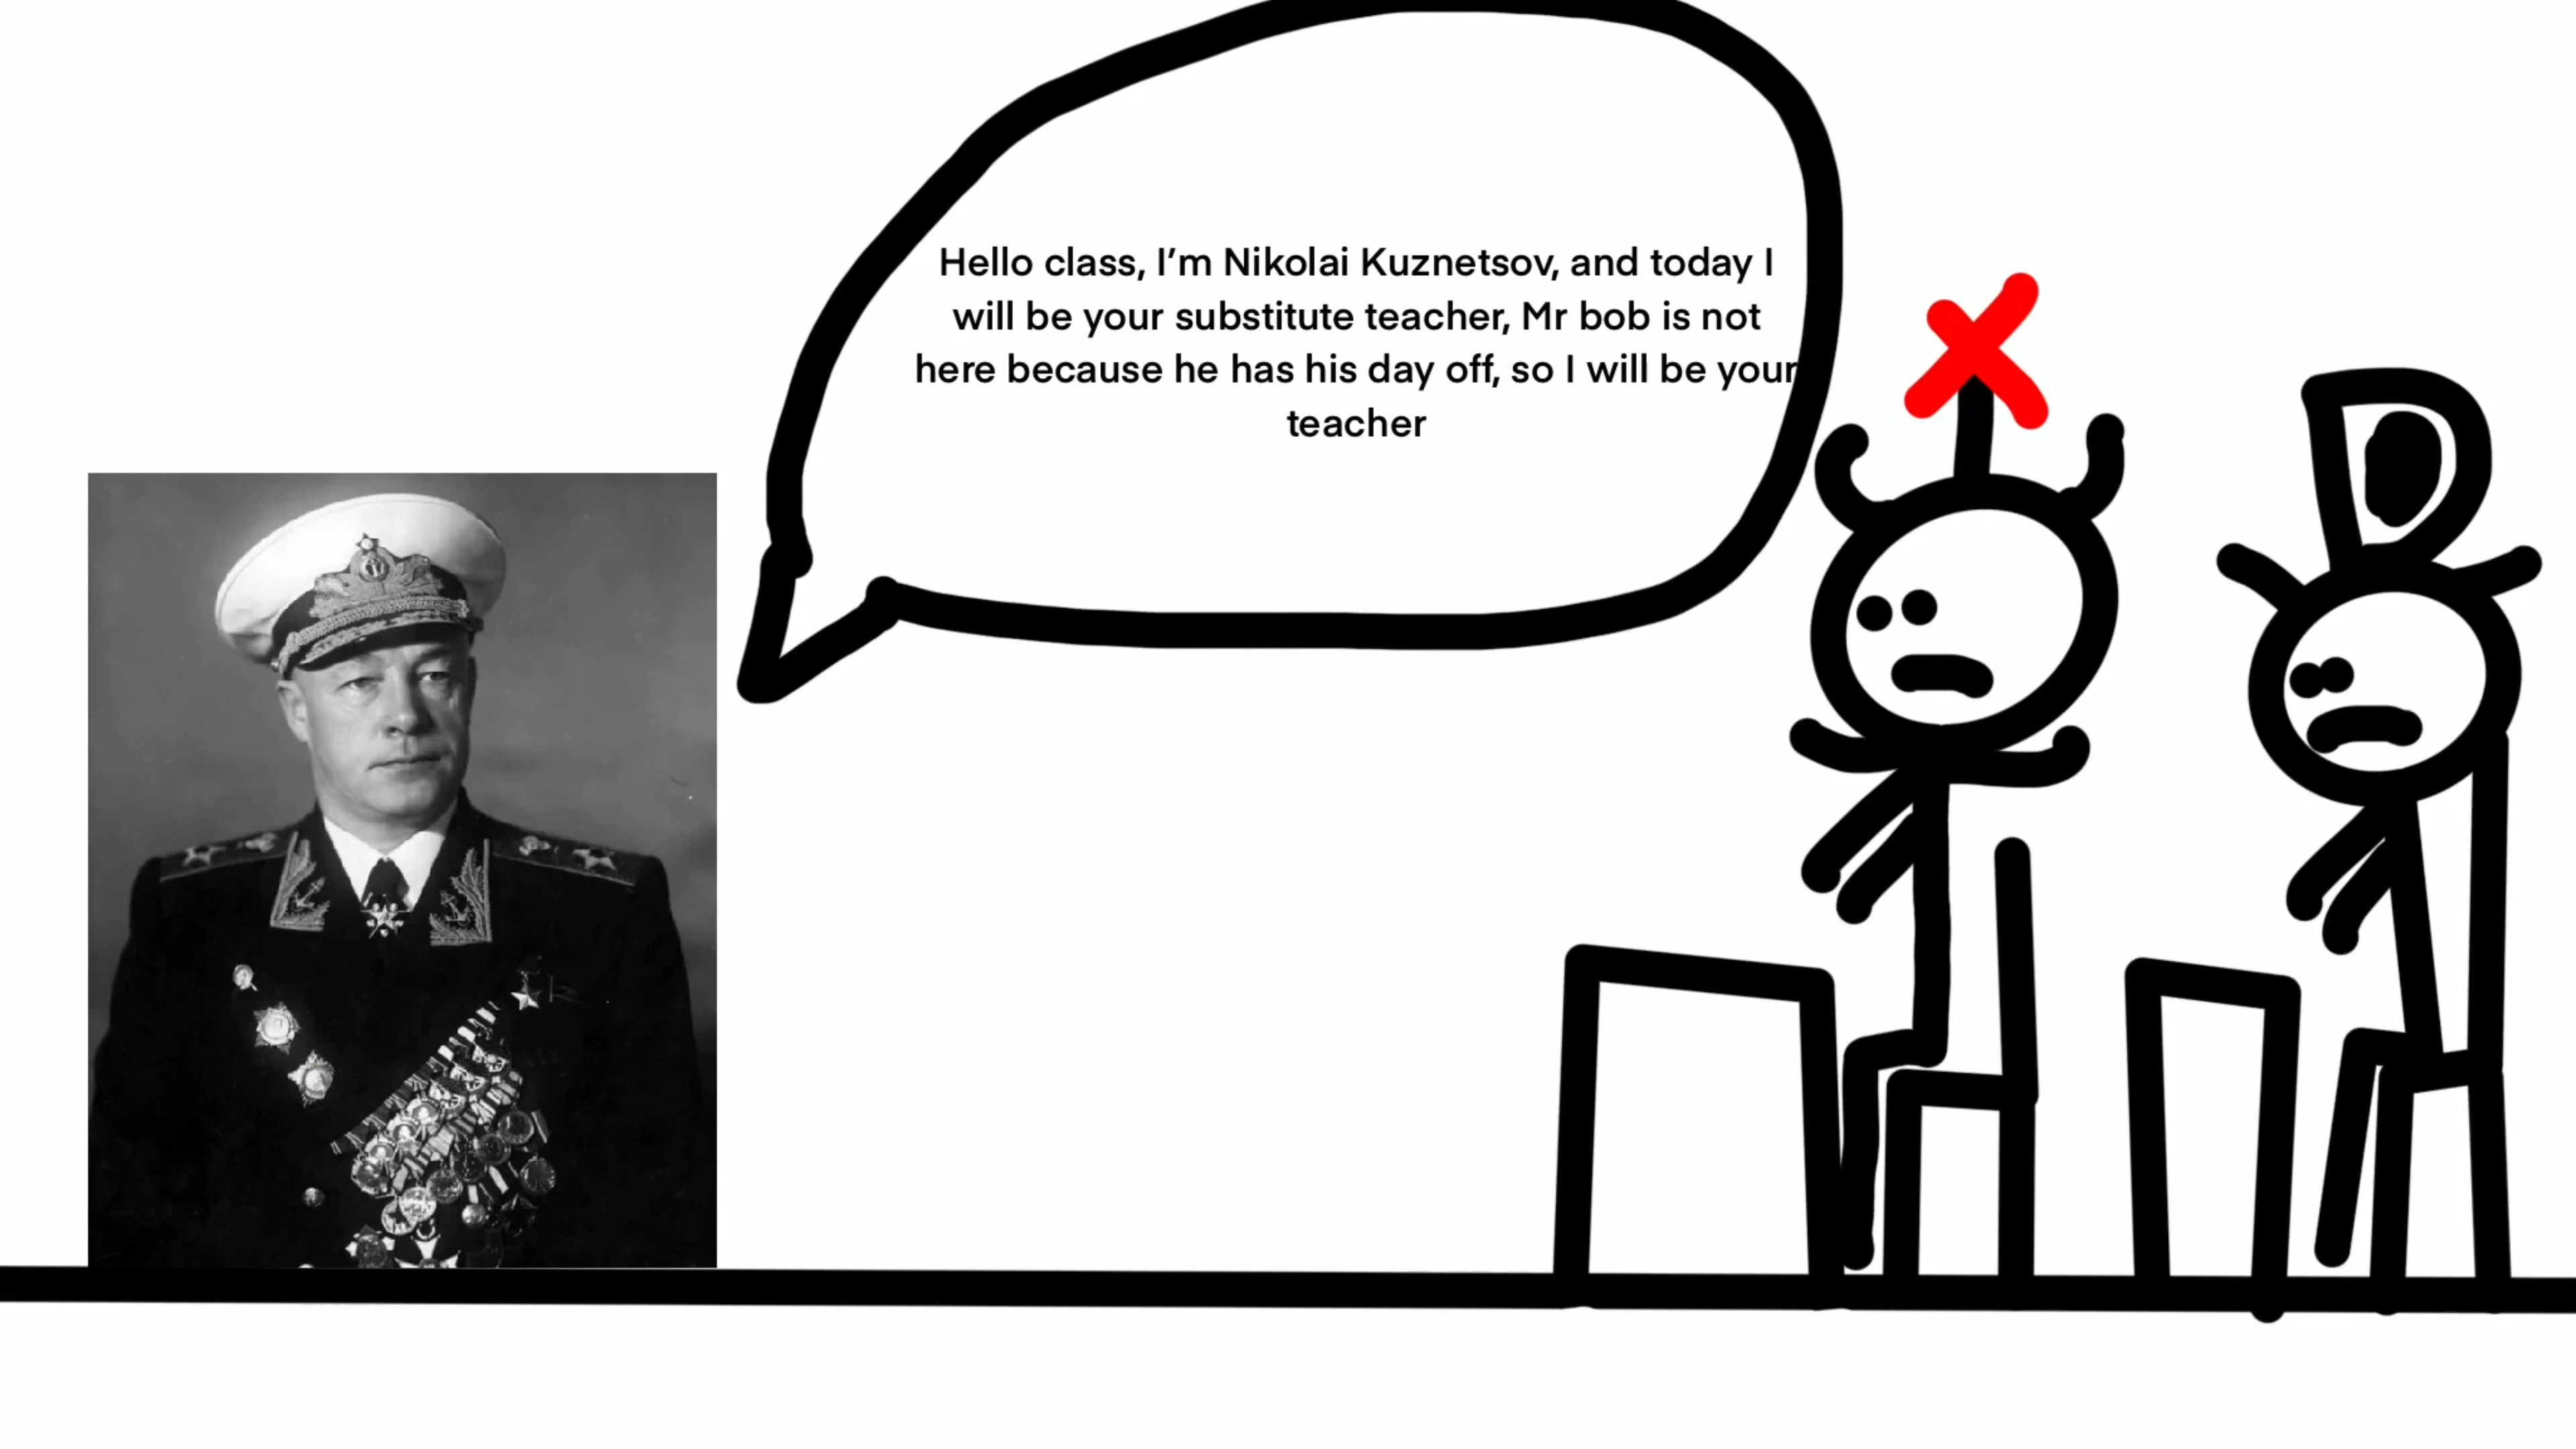 Hello class, I’m Nikolai Kuznetsov, and today I
will be your substitute teacher, Mr bob is not
here because he has his day off, so I will be your
teacher